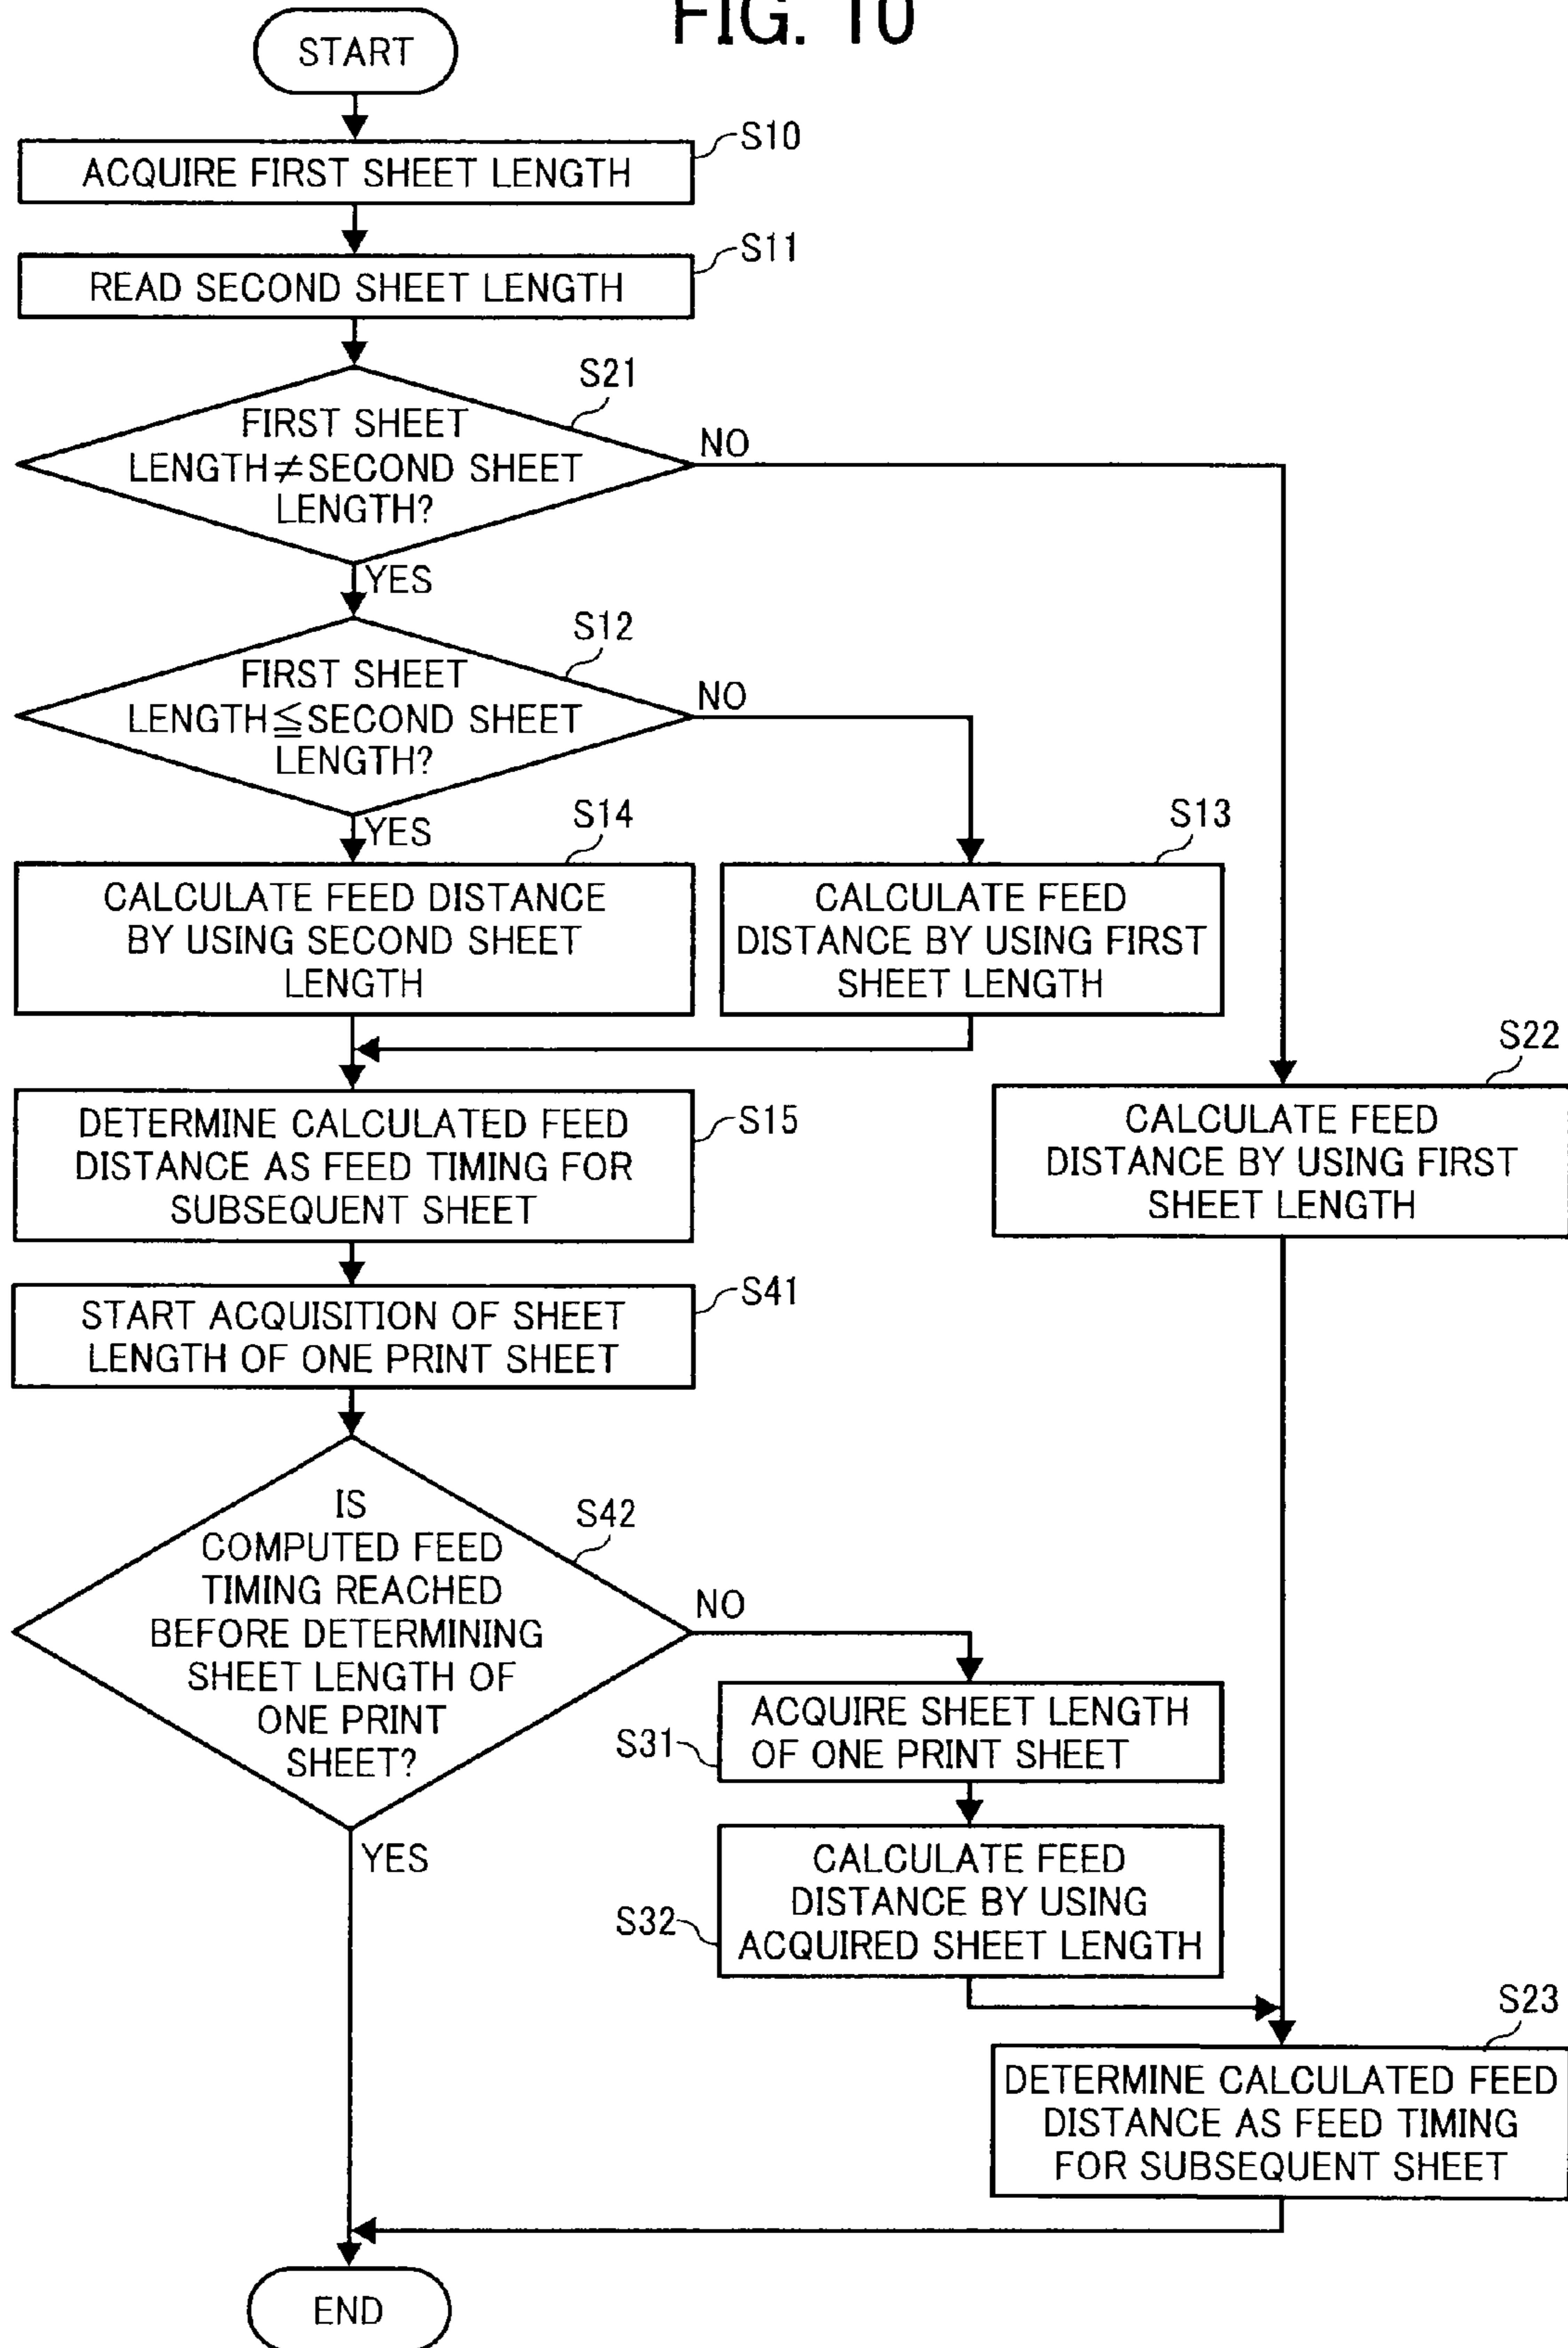 FIG. 10
START
S10
ACQUIRE FIRST SHEET LENGTH
S11
READ SECOND SHEET LENGTH
S21
FIRST SHEET
LENGTH≠SECOND SHEET
LENGTH?
NO
YES
S12
FIRST SHEET
LENGTH≦SECOND SHEET
LENGTH?
NO
YES
S14
CALCULATE FEED DISTANCE
BY USING SECOND SHEET
LENGTH
S13
CALCULATE FEED
DISTANCE BY USING FIRST
SHEET LENGTH
S22
CALCULATE FEED
DISTANCE BY USING FIRST
SHEET LENGTH
S15
DETERMINE CALCULATED FEED
DISTANCE AS FEED TIMING FOR
SUBSEQUENT SHEET
S41
START ACQUISITION OF SHEET
LENGTH OF ONE PRINT SHEET
S42
IS
COMPUTED FEED
TIMING REACHED
BEFORE DETERMINING
SHEET LENGTH OF
ONE PRINT
SHEET?
NO
YES
S31
ACQUIRE SHEET LENGTH
OF ONE PRINT SHEET
S32
CALCULATE FEED
DISTANCE BY USING
ACQUIRED SHEET LENGTH
S23
DETERMINE CALCULATED FEED
DISTANCE AS FEED TIMING
FOR SUBSEQUENT SHEET
END